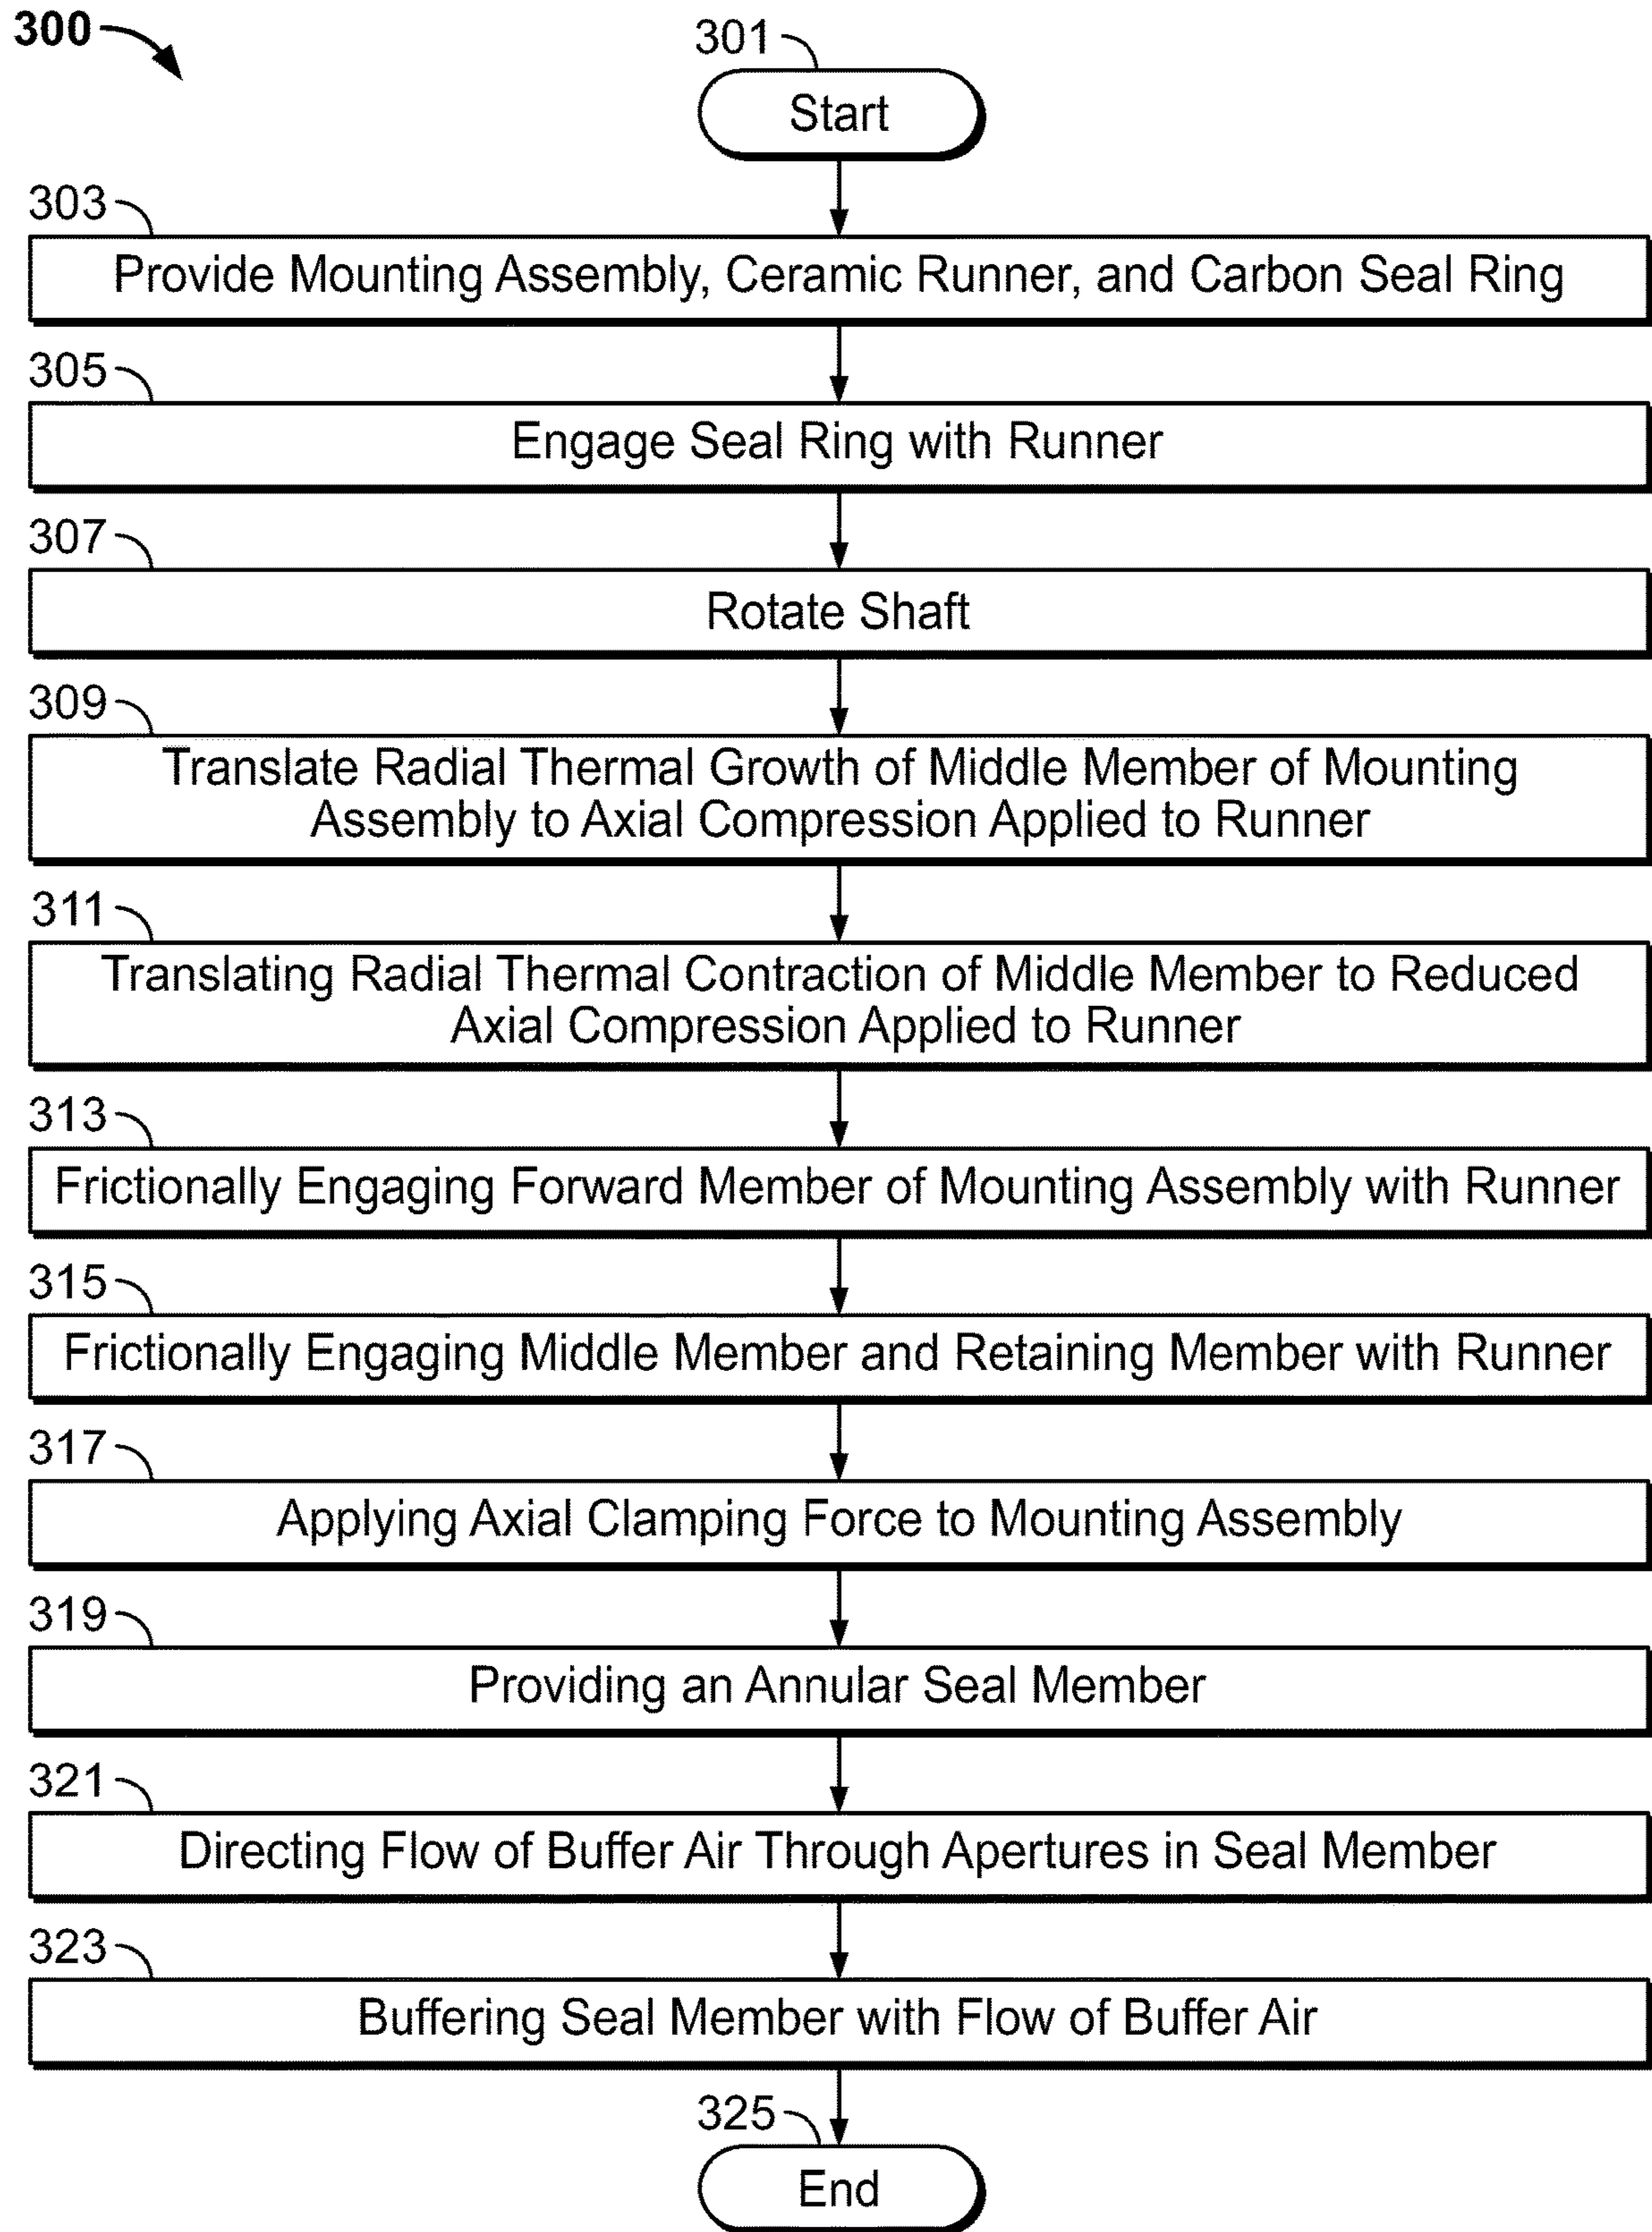 300
301
Start
303
Provide Mounting Assembly, Ceramic Runner, and Carbon Seal Ring
305
Engage Seal Ring with Runner
307
Rotate Shaft
309
Translate Radial Thermal Growth of Middle Member of Mounting
Assembly to Axial Compression Applied to Runner
311
Translating Radial Thermal Contraction of Middle Member to Reduced
Axial Compression Applied to Runner
313
Frictionally Engaging Forward Member of Mounting Assembly with Runner
315
Frictionally Engaging Middle Member and Retaining Member with Runner
317
Applying Axial Clamping Force to Mounting Assembly
319
Providing an Annular Seal Member
321
Directing Flow of Buffer Air Through Apertures in Seal Member
323
Buffering Seal Member with Flow of Buffer Air
325
End